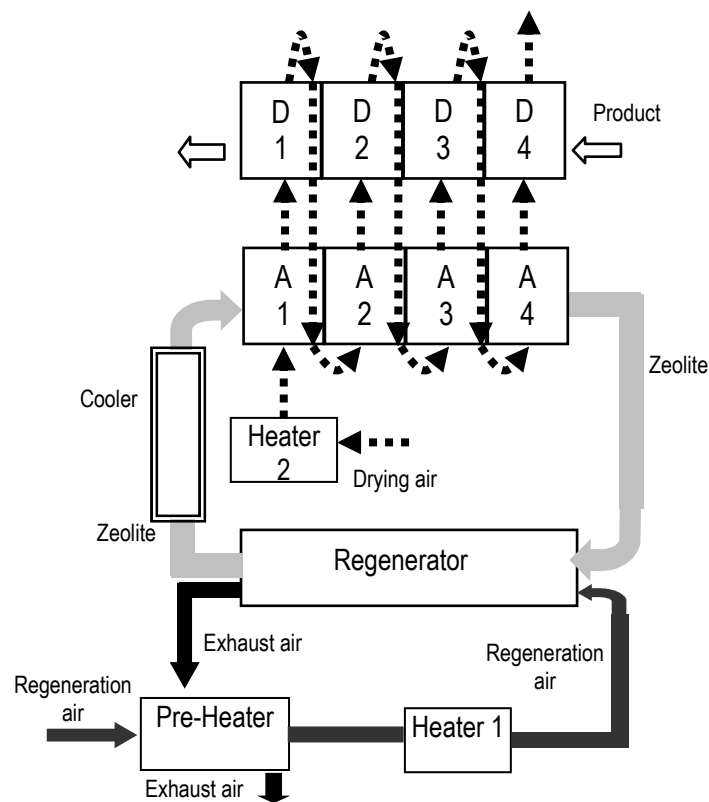 D D D D
1 2 3 4
Product
A A A A
1 2 3 4
Zeolite
Cooler
Heater
2
Drying air
Zeolite
Regenerator
Exhaust air
Regeneration
air
Regeneration
air
Pre-Heater
Heater 1
Exhaust air